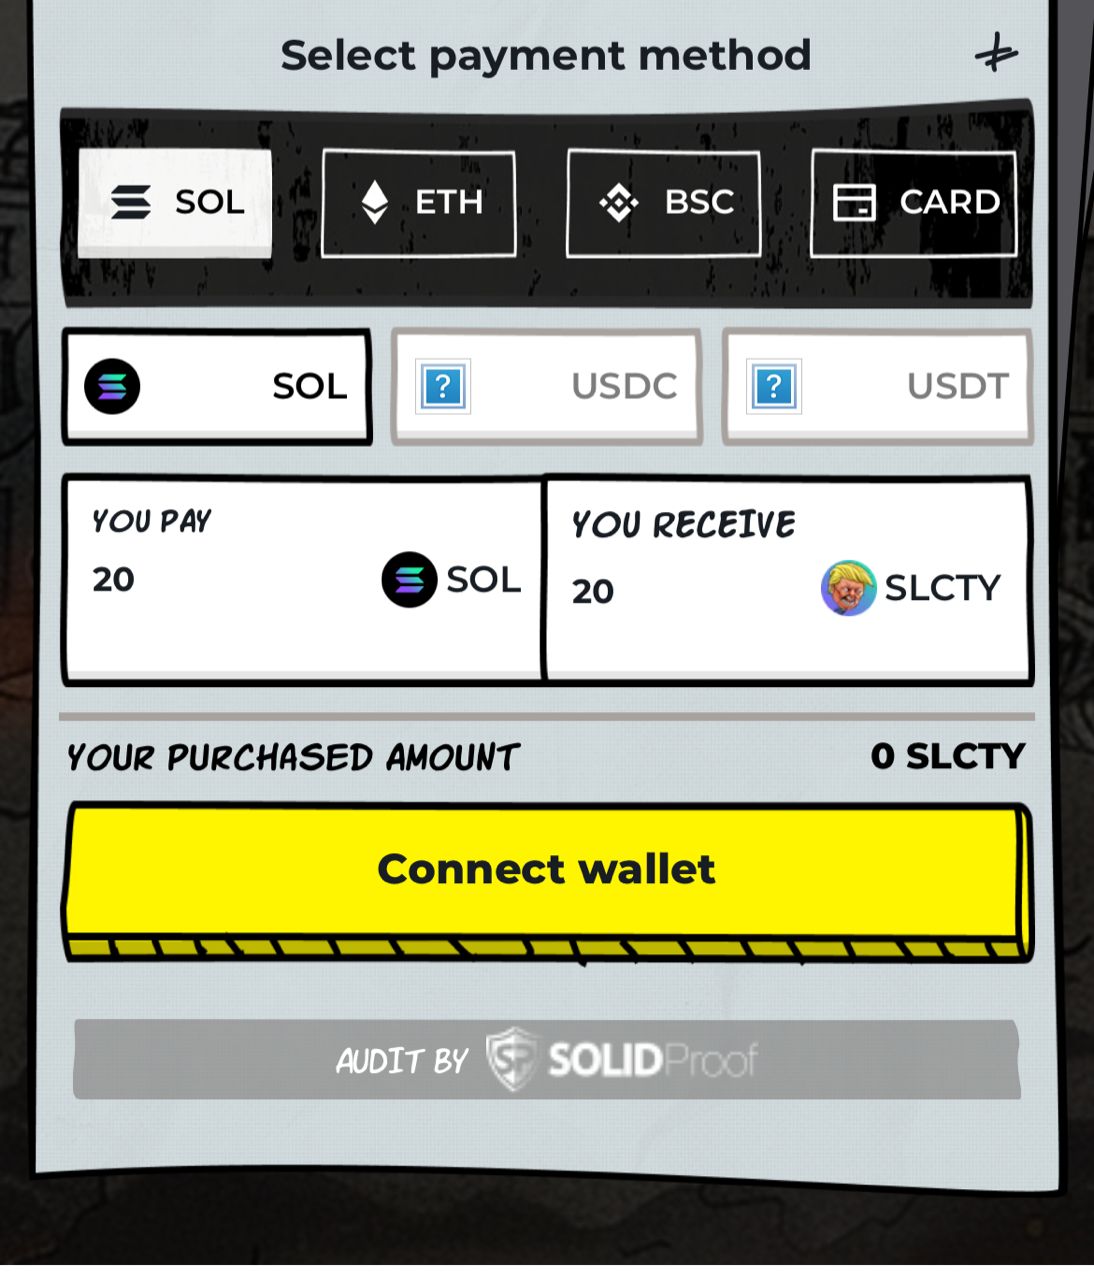 Select payment method
SOL ETH BSC CARD
SOL ? USDC ? USDT
YOU PAY
20 SOL
YOU RECEIVE
20 SLCTY
YOUR PURCHASED AMOUNT 0 SLCTY
Connect wallet
AUDIT BY SP SOLIDProof